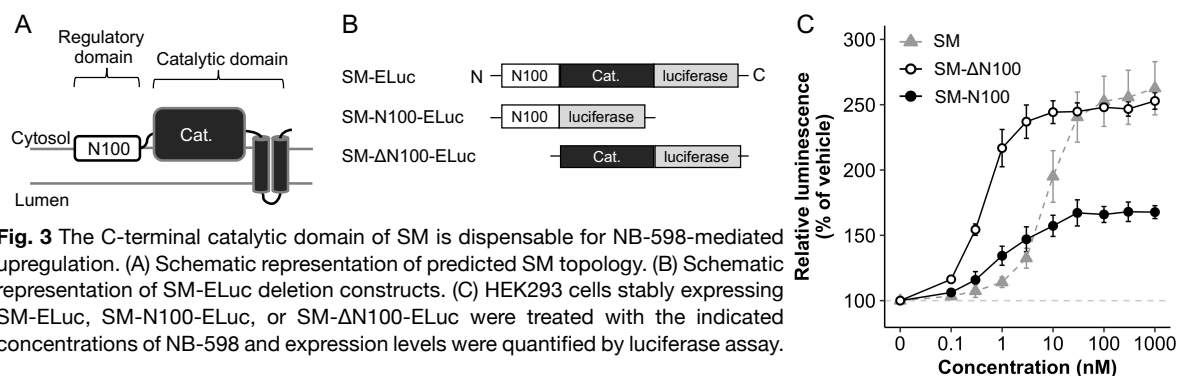 A
Regulatory domain
Catalytic domain
Cytosol
N100
Cat.
Lumen
B
SM-ELuc
N
N100
Cat.
luciferase
C
SM-N100-ELuc
N100
luciferase
SM-ΔN100-ELuc
Cat.
luciferase
Fig. 3 The C-terminal catalytic domain of SM is dispensable for NB-598-mediated
upregulation. (A) Schematic representation of predicted SM topology. (B) Schematic
representation of SM-ELuc deletion constructs. (C) HEK293 cells stably expressing
SM-ELuc, SM-N100-ELuc, or SM-ΔN100-ELuc were treated with the indicated
concentrations of NB-598 and expression levels were quantified by luciferase assay.
C
SM
SM-ΔN100
SM-N100
Relative luminescence
(% of vehicle)
300
250
200
150
100
0 0.1 1 10 100 1000
Concentration (nM)